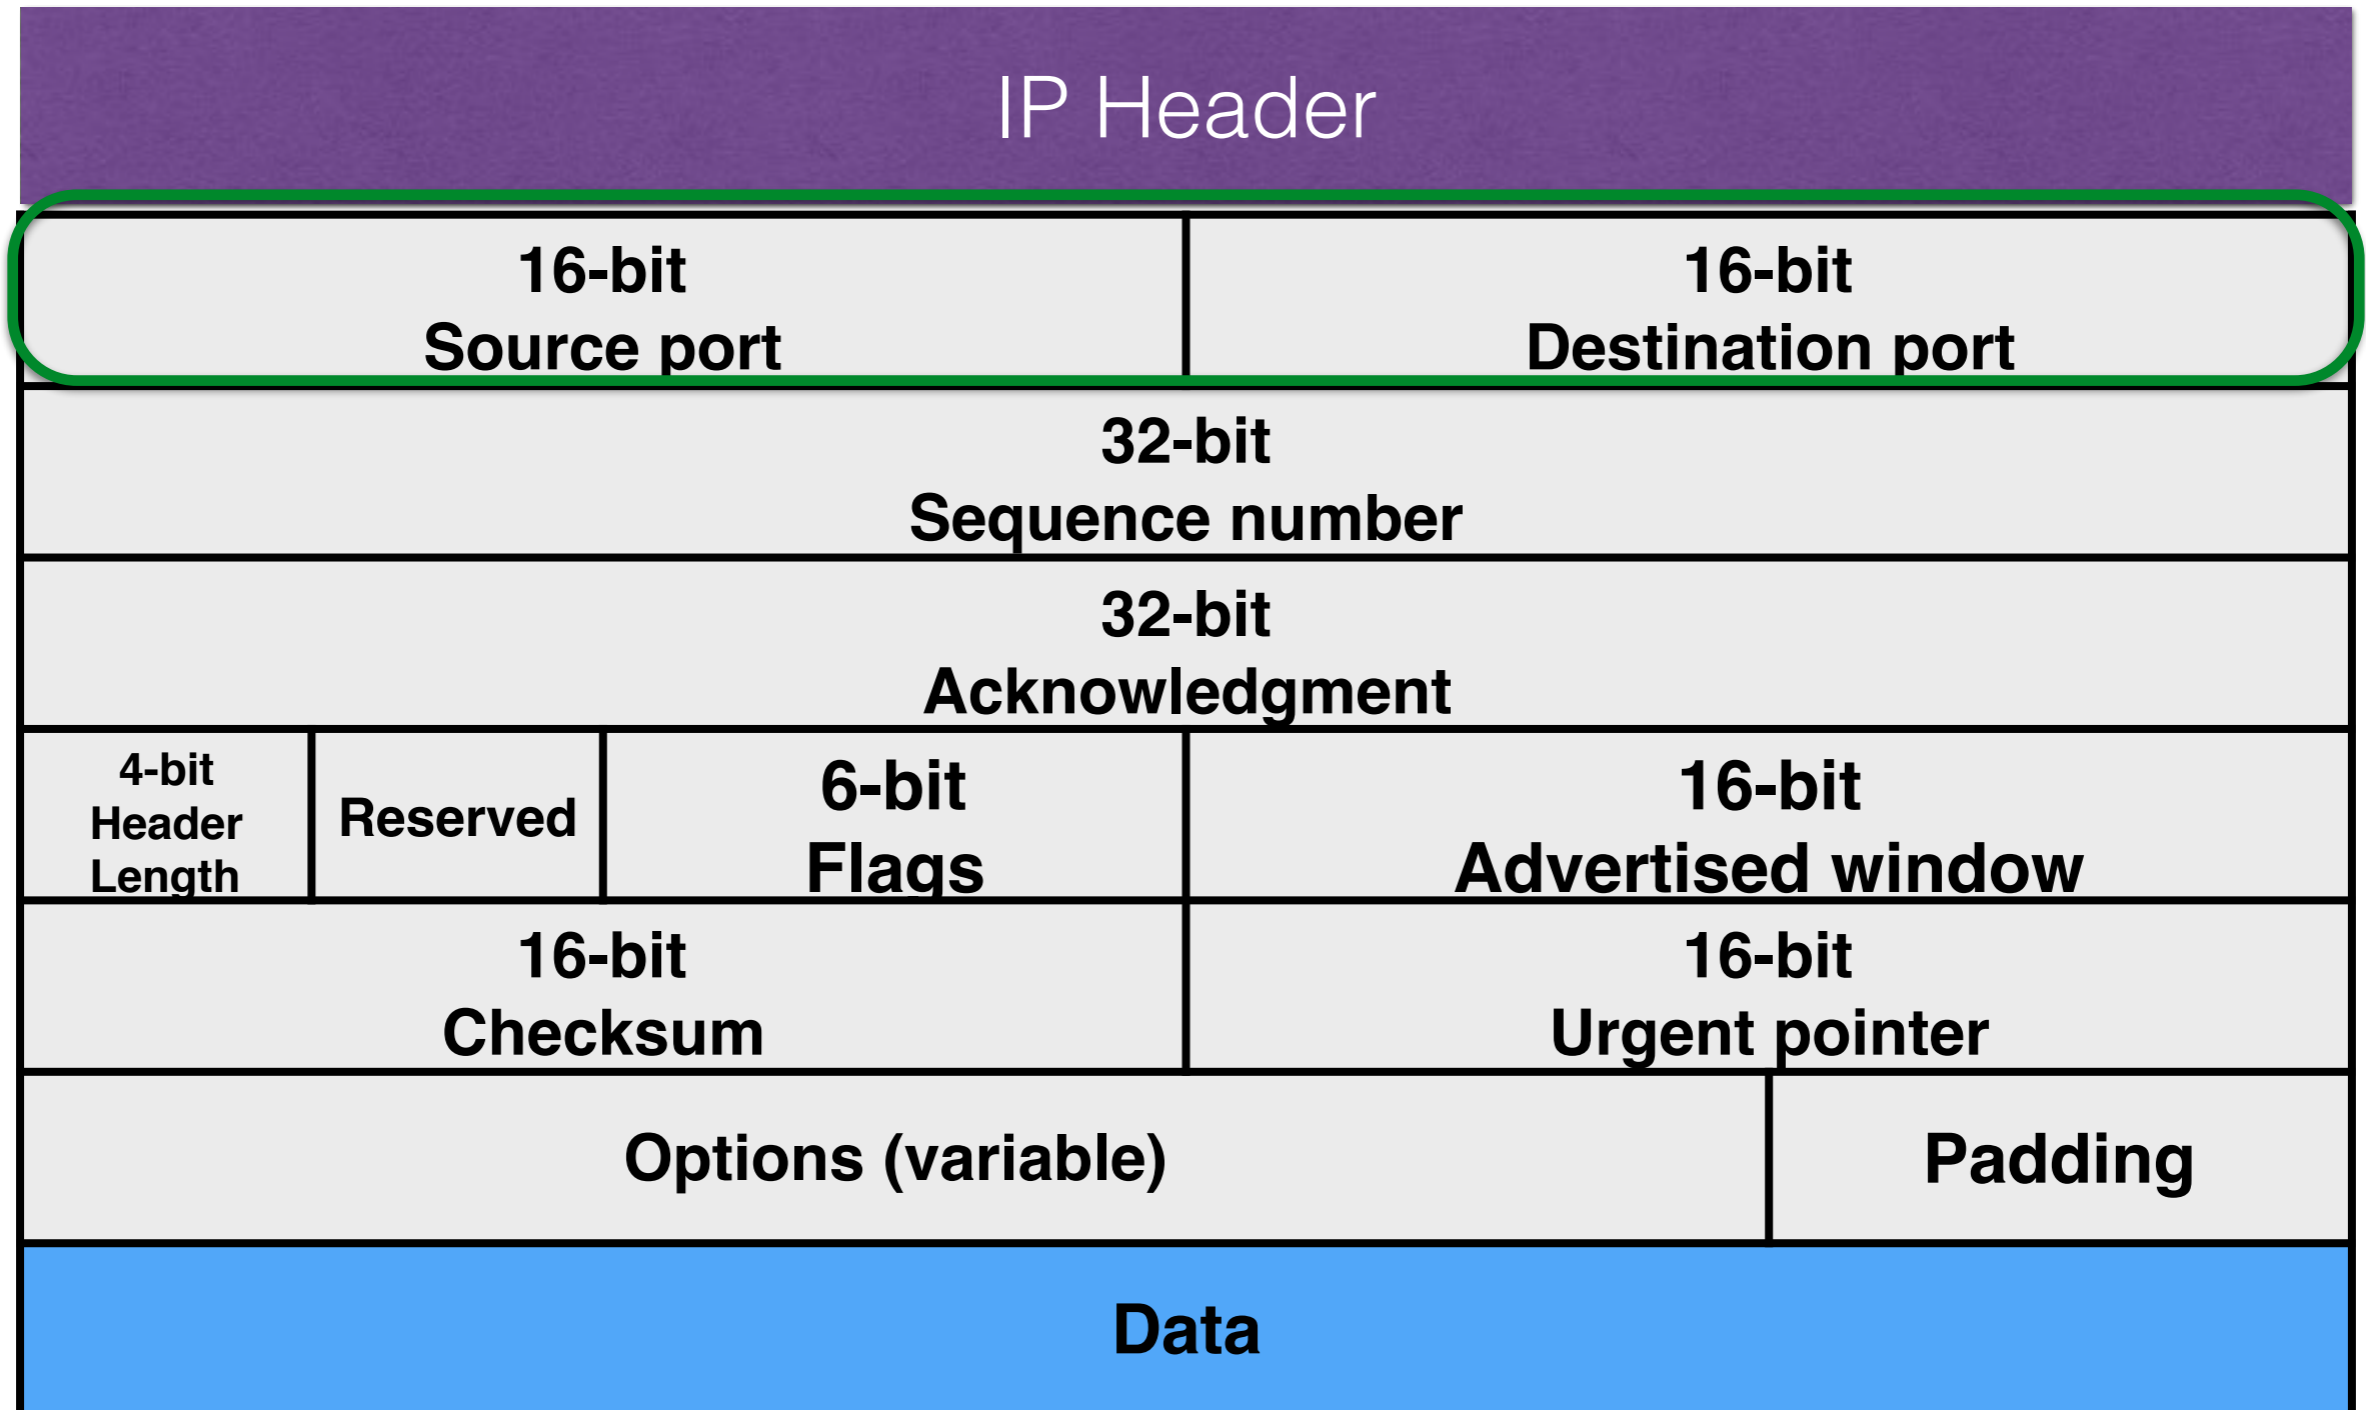 IP Header
16-bit
Source port
16-bit
Destination port
32-bit
Sequence number
32-bit
Acknowledgment
4-bit
Header
Length
Reserved
6-bit
Flags
16-bit
Advertised window
16-bit
Checksum
16-bit
Urgent pointer
Options (variable)
Padding
Data